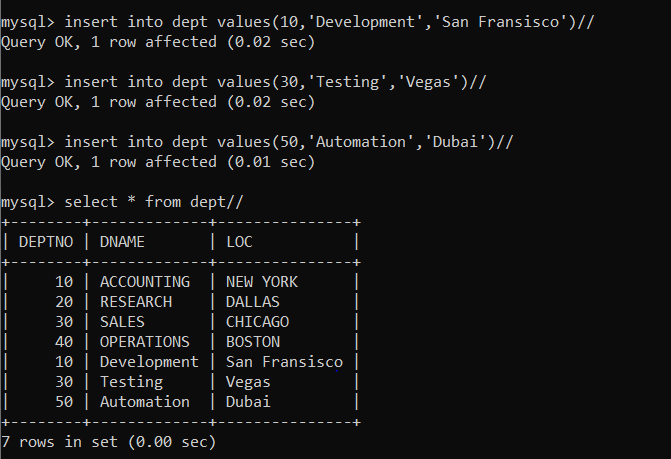 mysql> insert into dept values(10,'Development','San Fransisco')//
Query OK, 1 row affected (0.02 sec)
mysql> insert into dept values(30,'Testing','Vegas')//
Query OK, 1 row affected (0.02 sec)
mysql> insert into dept values(50,'Automation','Dubai')//
Query OK, 1 row affected (0.01 sec)
mysql> select * from dept//
+--------+-------------+---------------+
| DEPTNO | DNAME       | LOC           |
+--------+-------------+---------------+
|     10 | ACCOUNTING  | NEW YORK      |
|     20 | RESEARCH    | DALLAS        |
|     30 | SALES       | CHICAGO       |
|     40 | OPERATIONS  | BOSTON        |
|     10 | Development | San Fransisco |
|     30 | Testing     | Vegas         |
|     50 | Automation  | Dubai         |
+--------+-------------+---------------+
7 rows in set (0.00 sec)